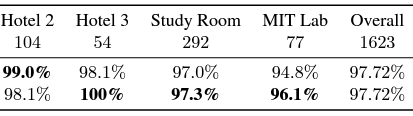 Hotel 2 Hotel 3 Study Room MIT Lab Overall
104 54 292 77 1623
99.0% 98.1% 97.0% 94.8% 97.72%
98.1% 100% 97.3% 96.1% 97.72%